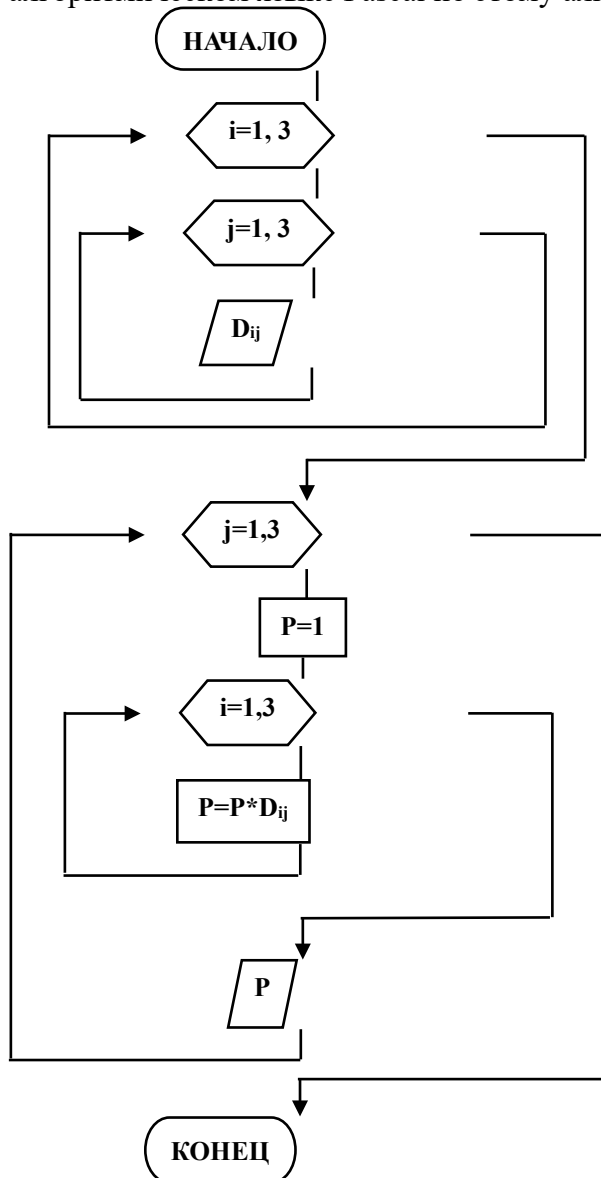 НАЧАЛО
i=1, 3
j=1, 3
Dij
j=1,3
P=1
i=1,3
P=P*Dij
P
КОНЕЦ